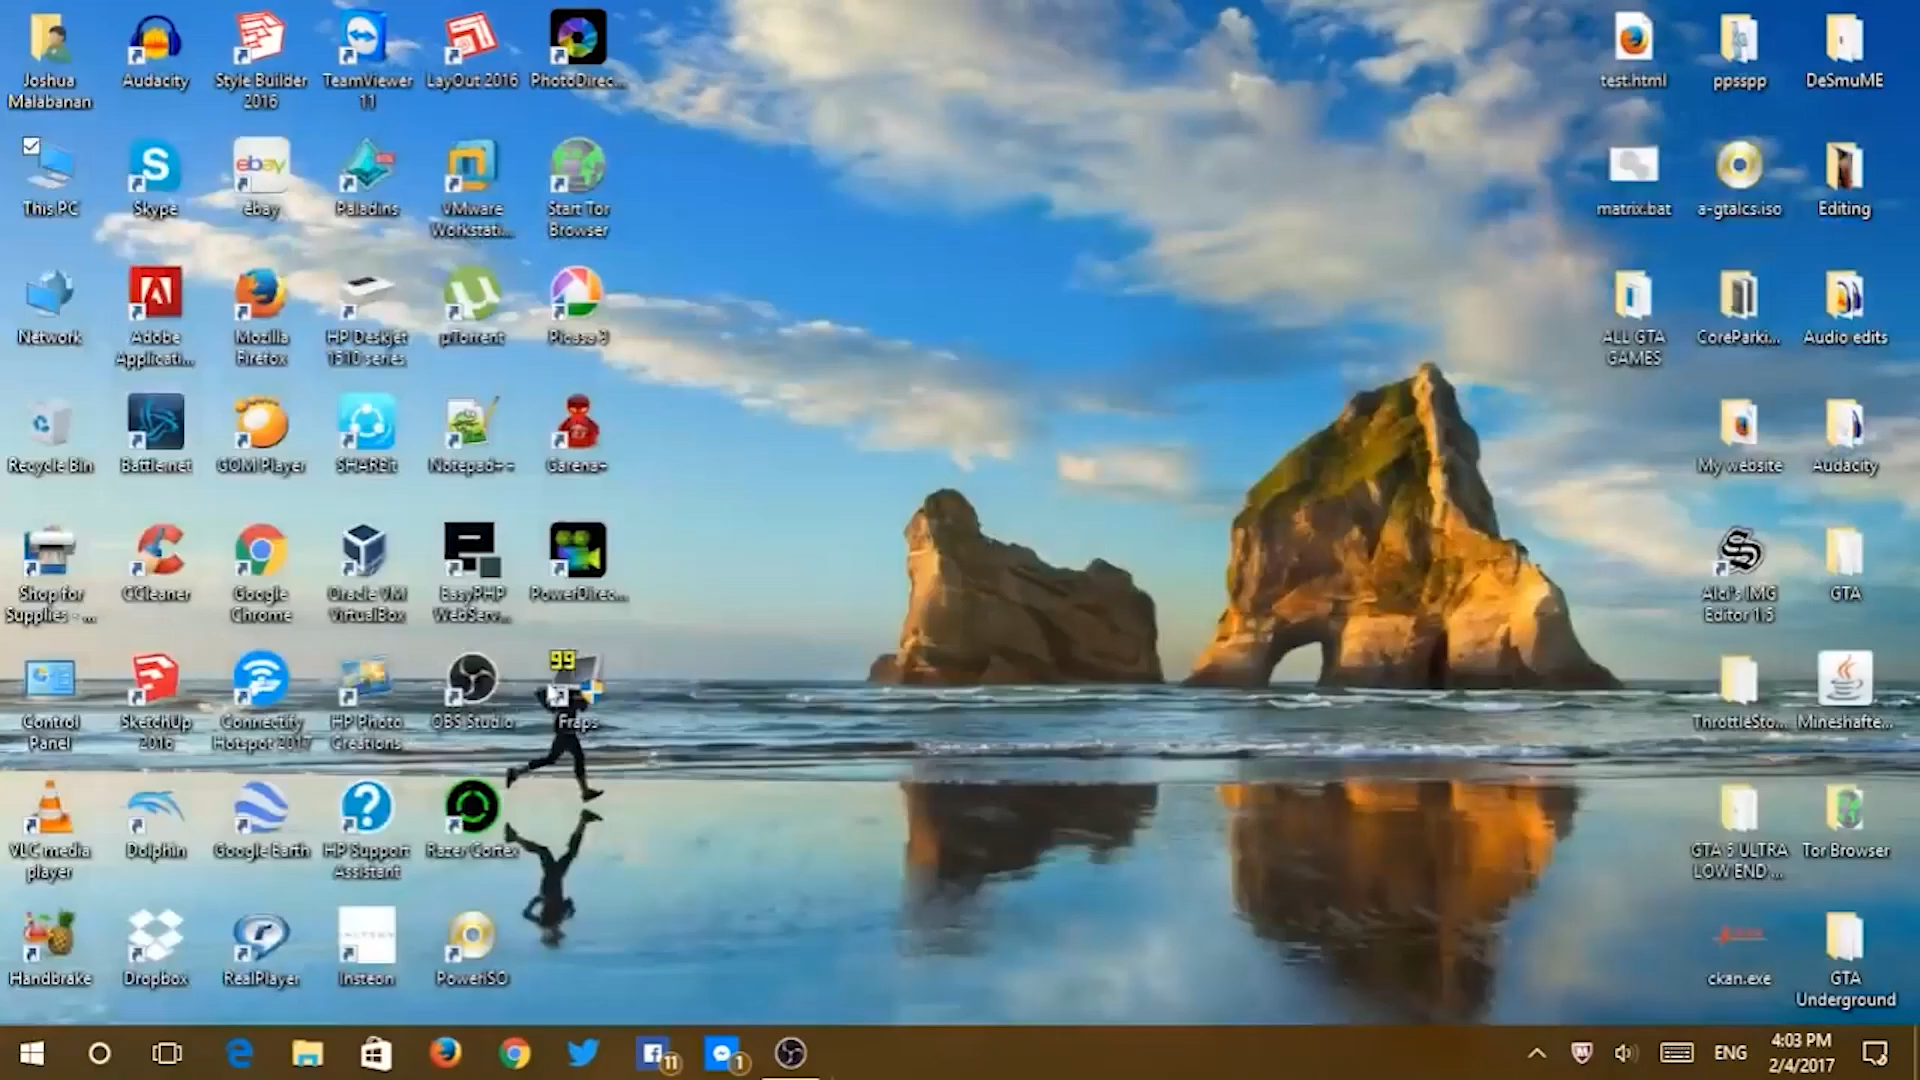 Joshua
Malabanan
Audacity
Style Builder
2016
TeamViewer
11
LayOut 2016
PhotoDirec...
test.html
ppsspp
DeSmuME
This PC
S
Skype
ebay
ebay
Paladins
VMware
Workstati...
Start Tor
Browser
matrix.bat
a-gtalcs.iso
Editing
Network
Adobe
Applicati...
Mozilla
Firefox
HP Deskjet
1510 series
µ
µTorrent
Picasa 3
ALL GTA
GAMES
CoreParki...
Audio edits
Recycle Bin
Battlenet
GOM Player
SHAREit
Notepad++
Garena+
My website
Audacity
Shop for
Supplies - ...
CCleaner
Google
Chrome
Oracle VM
VirtualBox
EasyPHP
WebServ...
PowerDirec...
Alci's IMG
Editor 1.5
GTA
Control
Panel
SketchUp
2016
Connectify
Hotspot 2017
HP Photo
Creations
OBS Studio
99
Fraps
ThrottleSto...
Mineshafte...
VLC media
player
Dolphin
Google Earth
?
HP Support
Assistant
Razer Cortex
GTA 5 ULTRA
LOW END ...
Tor Browser
Handbrake
Dropbox
RealPlayer
INSTEON
Insteon
PowerISO
ckan.exe
GTA
Underground
11
1
ENG
4:03 PM
2/4/2017